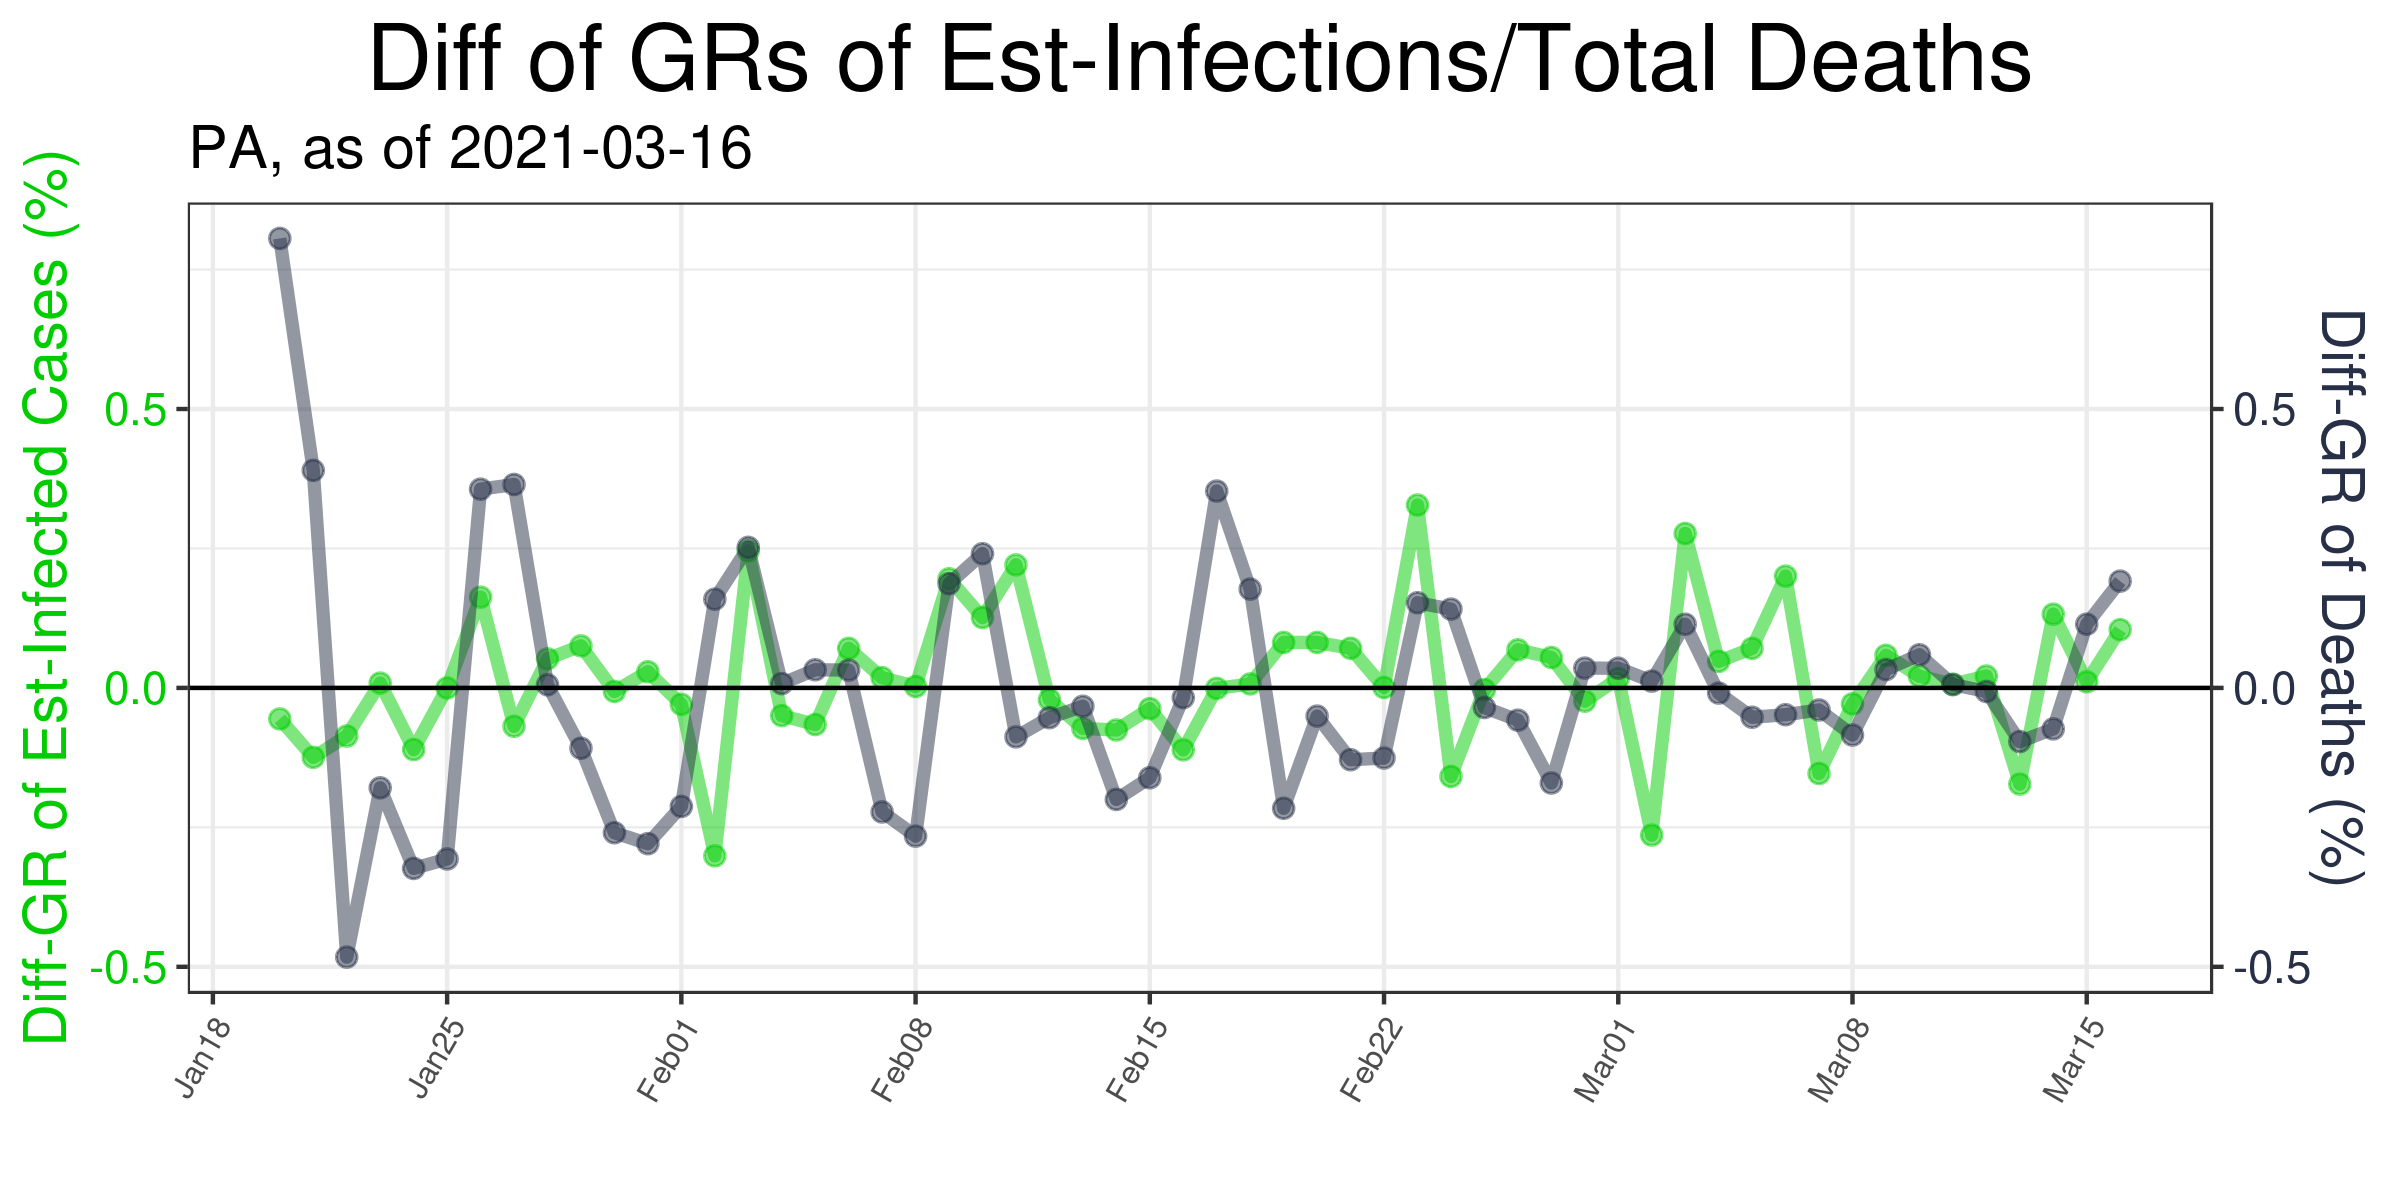 Diff of GRs of Est-Infections/Total Deaths
PA, as of 2021-03-16
Diff-GR of Est-Infected Cases (%)
0.5
0.0
-0.5
0.5
0.0
-0.5
Diff-GR of Deaths (%)
Jan18
Jan25
Feb01
Feb08
Feb15
Feb22
Mar01
Mar08
Mar15